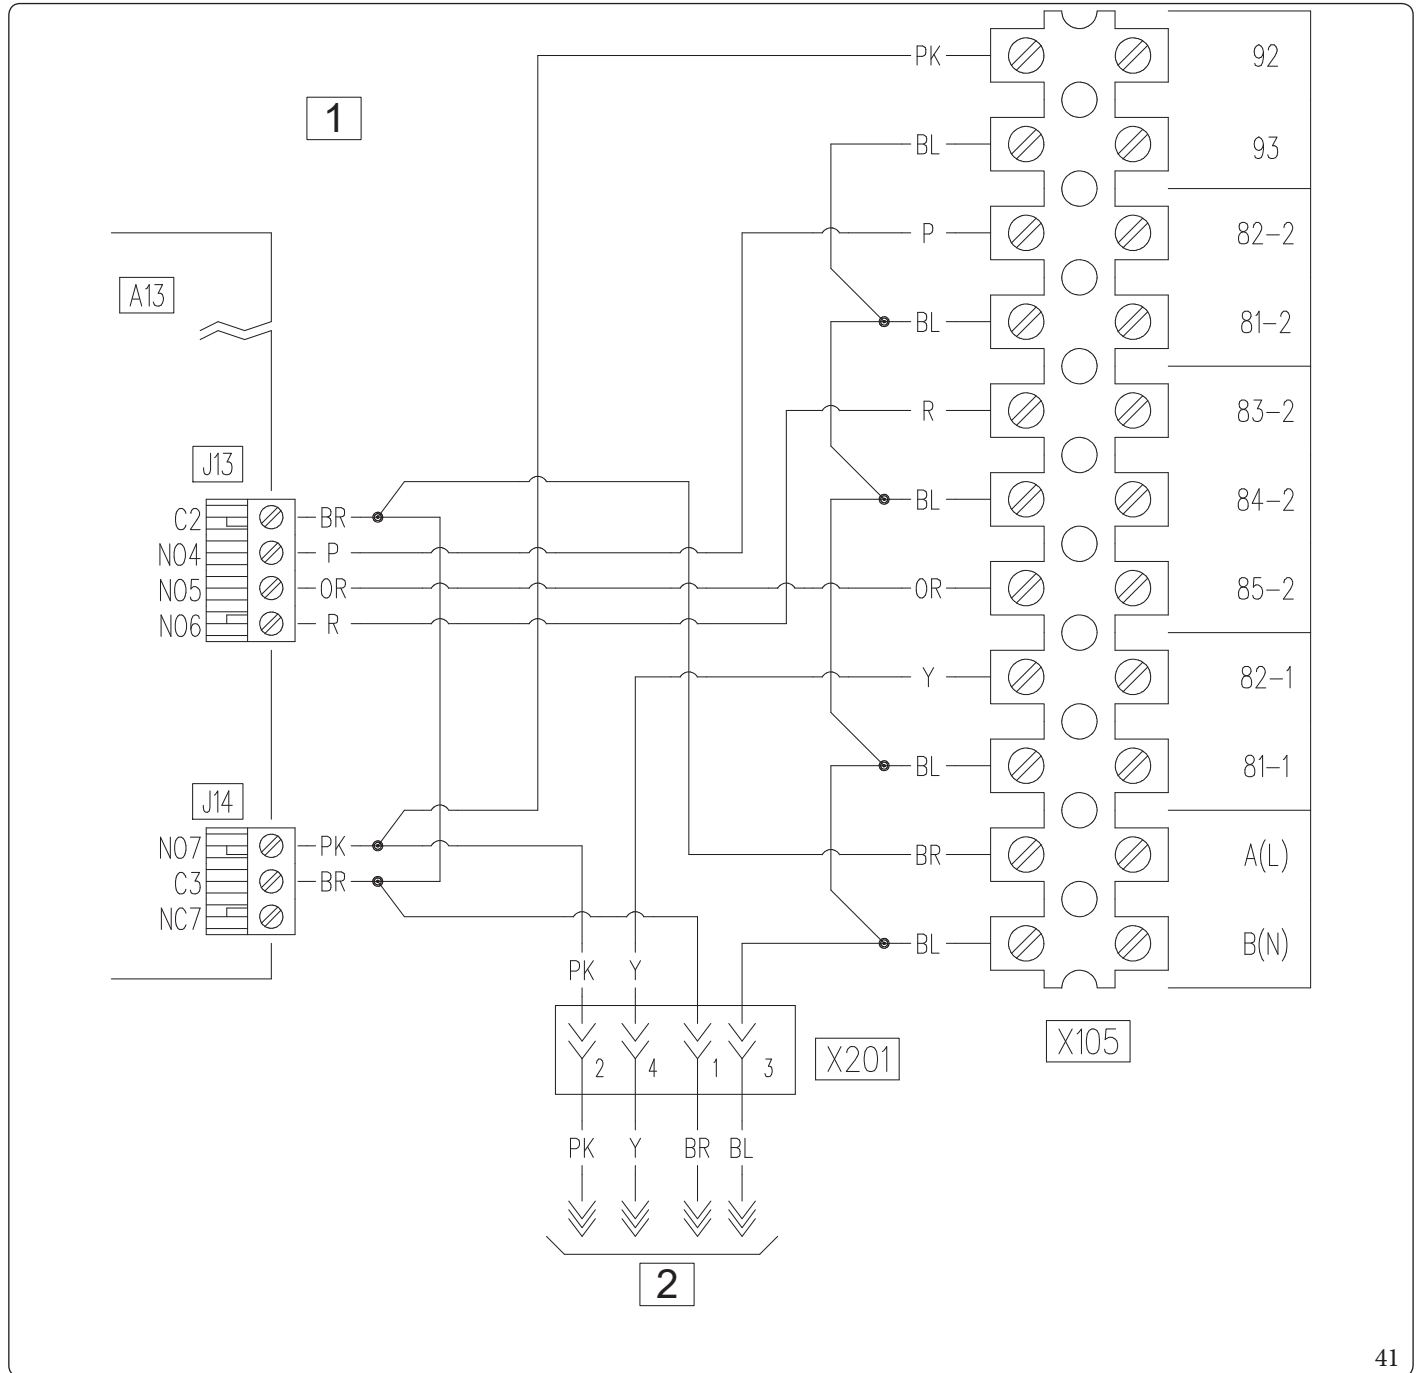 PK 92
1
BL 93
P 82-2
A13
BL 81-2
R 83-2
J13
BL 84-2
C2 BR
NO4 P
NO5 OR OR 85-2
NO6 R
Y 82-1
BL 81-1
J14
NO7 PK
BR A(L)
C3 BR
NC7
BL B(N)
PK Y
X105
X201
2 4 1 3
PK Y BR BL
2
41